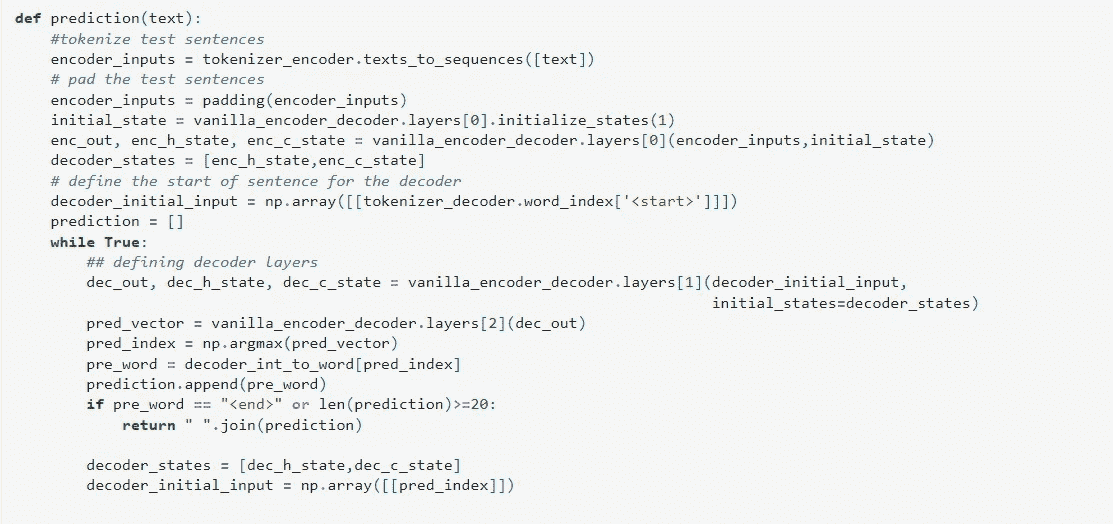 def prediction(text):
    #tokenize test sentences
    encoder_inputs = tokenizer_encoder.texts_to_sequences([text])
    # pad the test sentences
    encoder_inputs = padding(encoder_inputs)
    initial_state = vanilla_encoder_decoder.layers[0].initialize_states(1)
    enc_out, enc_h_state, enc_c_state = vanilla_encoder_decoder.layers[0](encoder_inputs,initial_state)
    decoder_states = [enc_h_state,enc_c_state]
    # define the start of sentence for the decoder
    decoder_initial_input = np.array([[tokenizer_decoder.word_index['<start>']]])
    prediction = []
    while True:
        ## defining decoder layers
        dec_out, dec_h_state, dec_c_state = vanilla_encoder_decoder.layers[1](decoder_initial_input,
                                                                              initial_states=decoder_states)
        pred_vector = vanilla_encoder_decoder.layers[2](dec_out)
        pred_index = np.argmax(pred_vector)
        pre_word = decoder_int_to_word[pred_index]
        prediction.append(pre_word)
        if pre_word == "<end>" or len(prediction)>=20:
            return " ".join(prediction)

        decoder_states = [dec_h_state,dec_c_state]
        decoder_initial_input = np.array([[pred_index]])